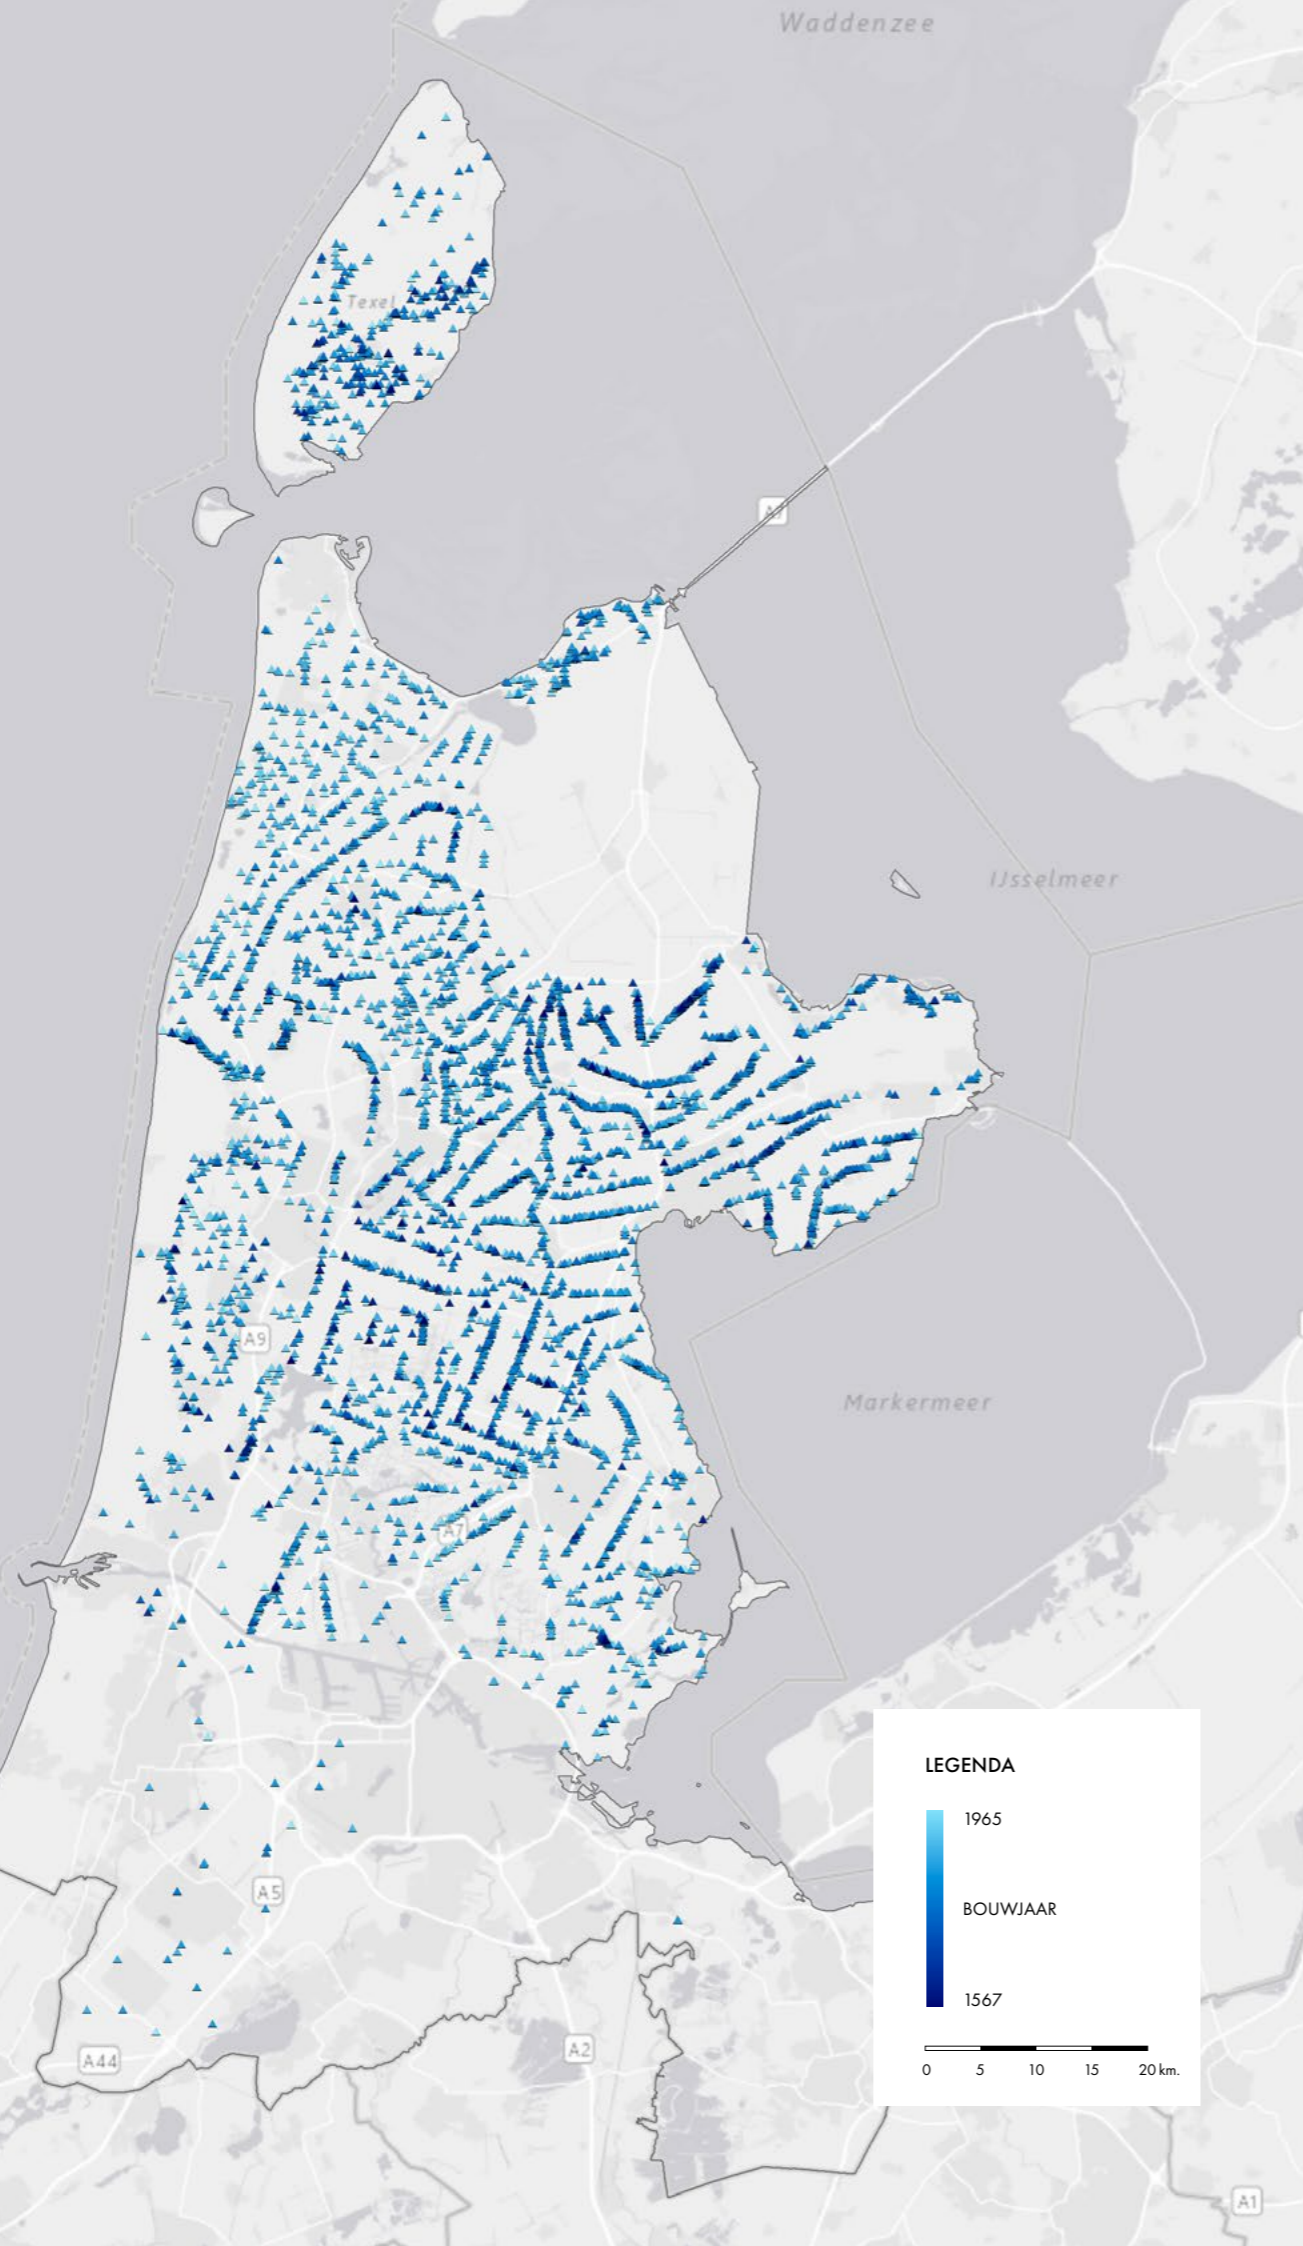 Waddenzee
Texel
A7
IJsselmeer
A9
Markermeer
A7
LEGENDA
1965
BOUWJAAR
1567
A5
0 5 10 15 20 km.
A44
A2
A1